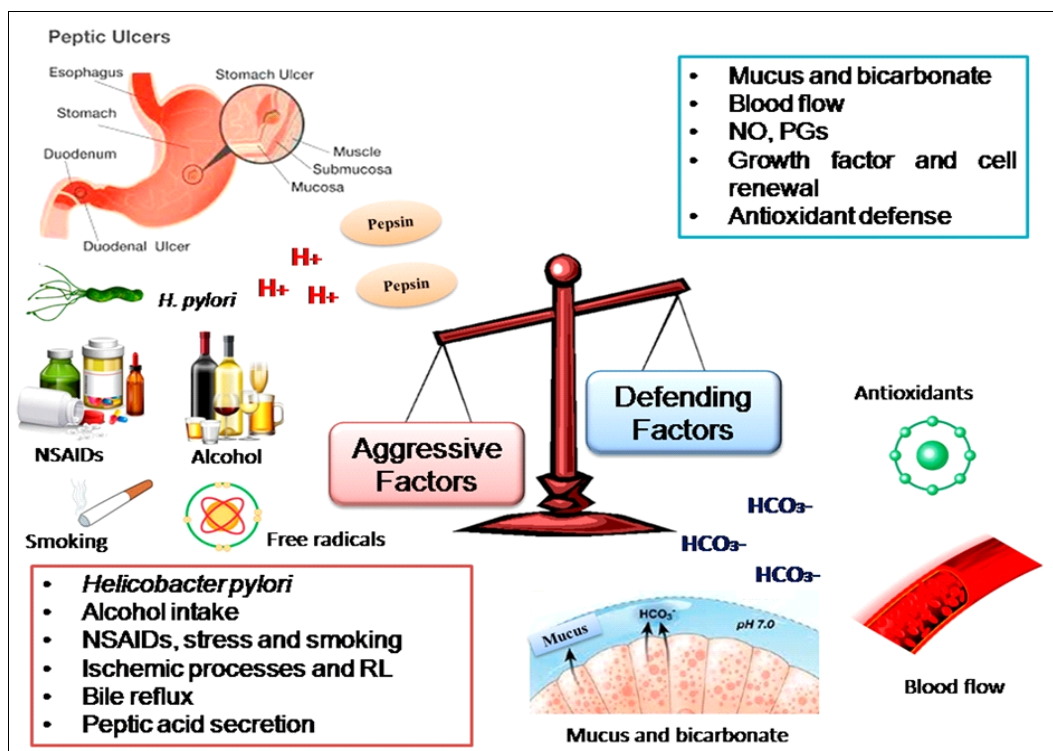 Peptic Ulcers
Esophagus
Stomach Ulcer
Stomach
Duodenum
Muscle
Submucosa
Mucosa
Duodenal Ulcer
• Mucus and bicarbonate
• Blood flow
• NO, PGs
• Growth factor and cell
renewal
• Antioxidant defense
Pepsin
H+
H+ H+
Pepsin
H. pylori
NSAIDs
Alcohol
Smoking
Free radicals
Aggressive
Factors
Defending
Factors
Antioxidants
HCO₃-
HCO₃-
HCO₃-
• Helicobacter pylori
• Alcohol intake
• NSAIDs, stress and smoking
• Ischemic processes and RL
• Bile reflux
• Peptic acid secretion
Mucus
HCO₃⁻
pH 7.0
Mucus and bicarbonate
Blood flow